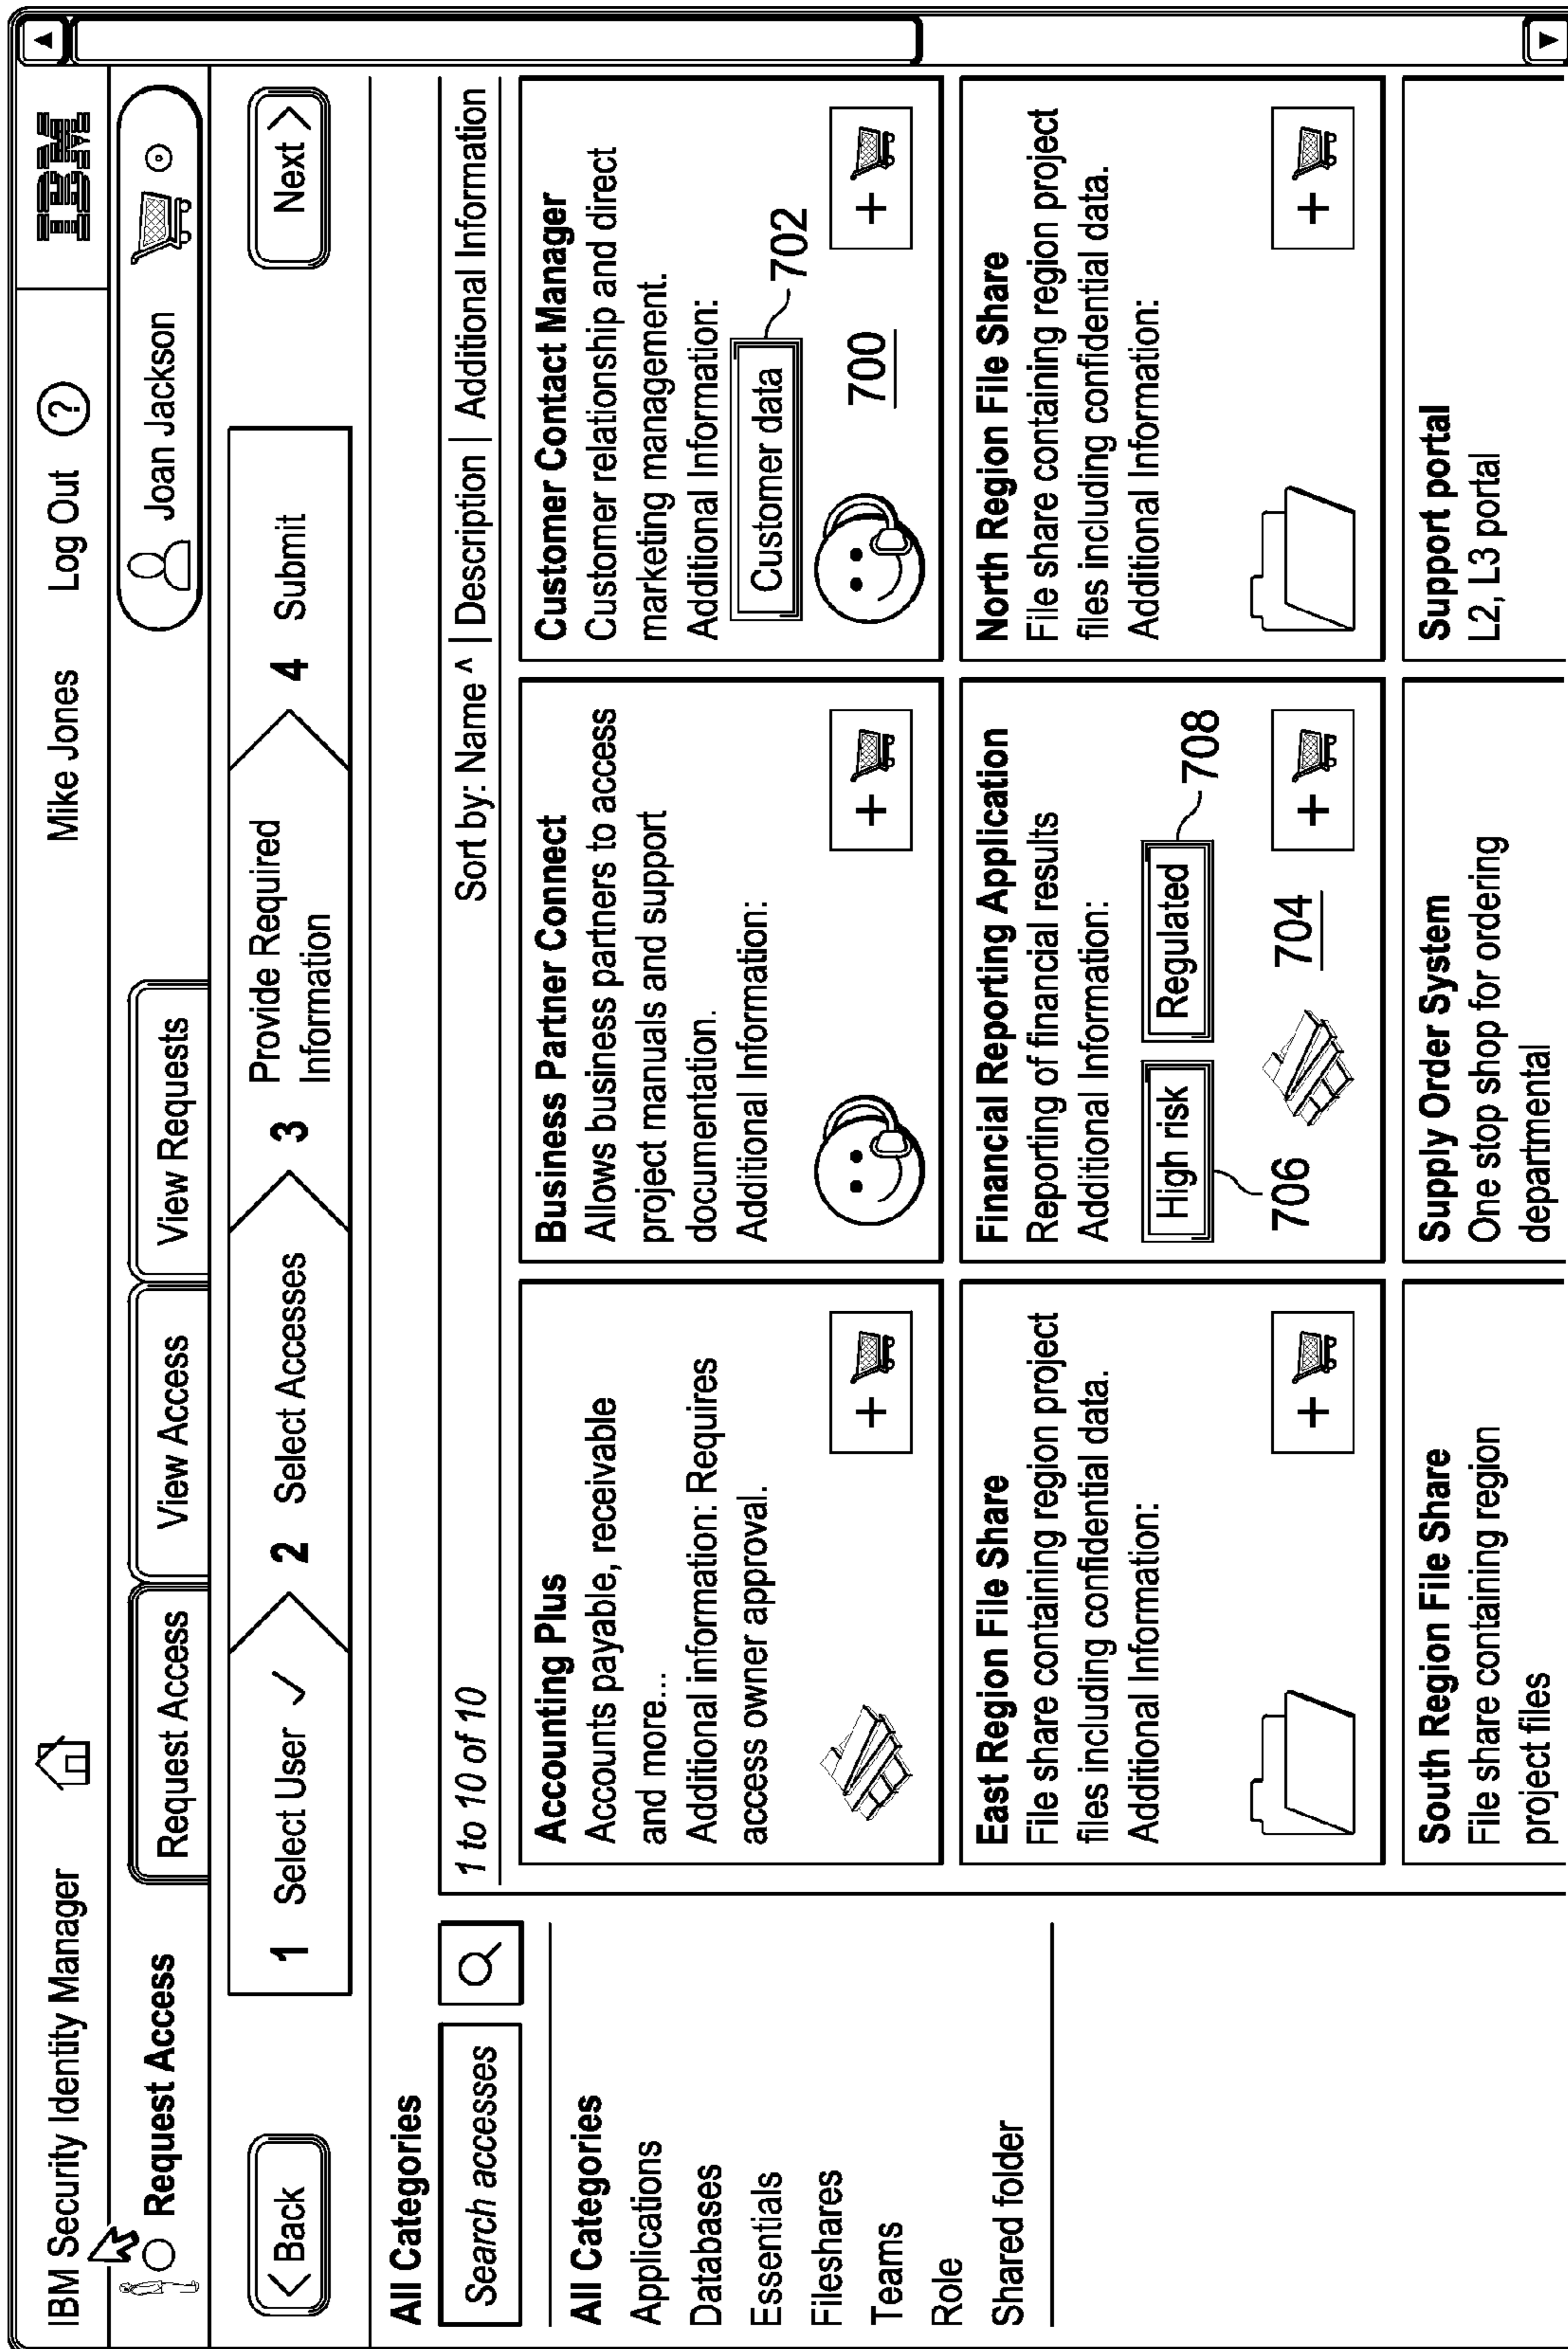 IBM Security Identity Manager
Mike Jones
Log Out
?
IBM
Request Access
Request Access
View Access
View Requests
Joan Jackson
< Back
1 Select User ✓
2 Select Accesses
3 Provide Required
Information
4 Submit
Next >
All Categories
Search accesses
All Categories
Applications
Databases
Essentials
Fileshares
Teams
Role
Shared folder
1 to 10 of 10
Sort by: Name ^ | Description | Additional Information
Accounting Plus
Accounts payable, receivable
and more...
Additional information: Requires
access owner approval.
+
Business Partner Connect
Allows business partners to access
project manuals and support
documentation.
Additional Information:
+
Customer Contact Manager
Customer relationship and direct
marketing management.
Additional Information:
Customer data
702
700
+
East Region File Share
File share containing region project
files including confidential data.
Additional Information:
+
Financial Reporting Application
Reporting of financial results
Additional Information:
High risk
Regulated
708
706
704
+
North Region File Share
File share containing region project
files including confidential data.
Additional Information:
+
South Region File Share
File share containing region
project files
Supply Order System
One stop shop for ordering
departmental
Support portal
L2, L3 portal